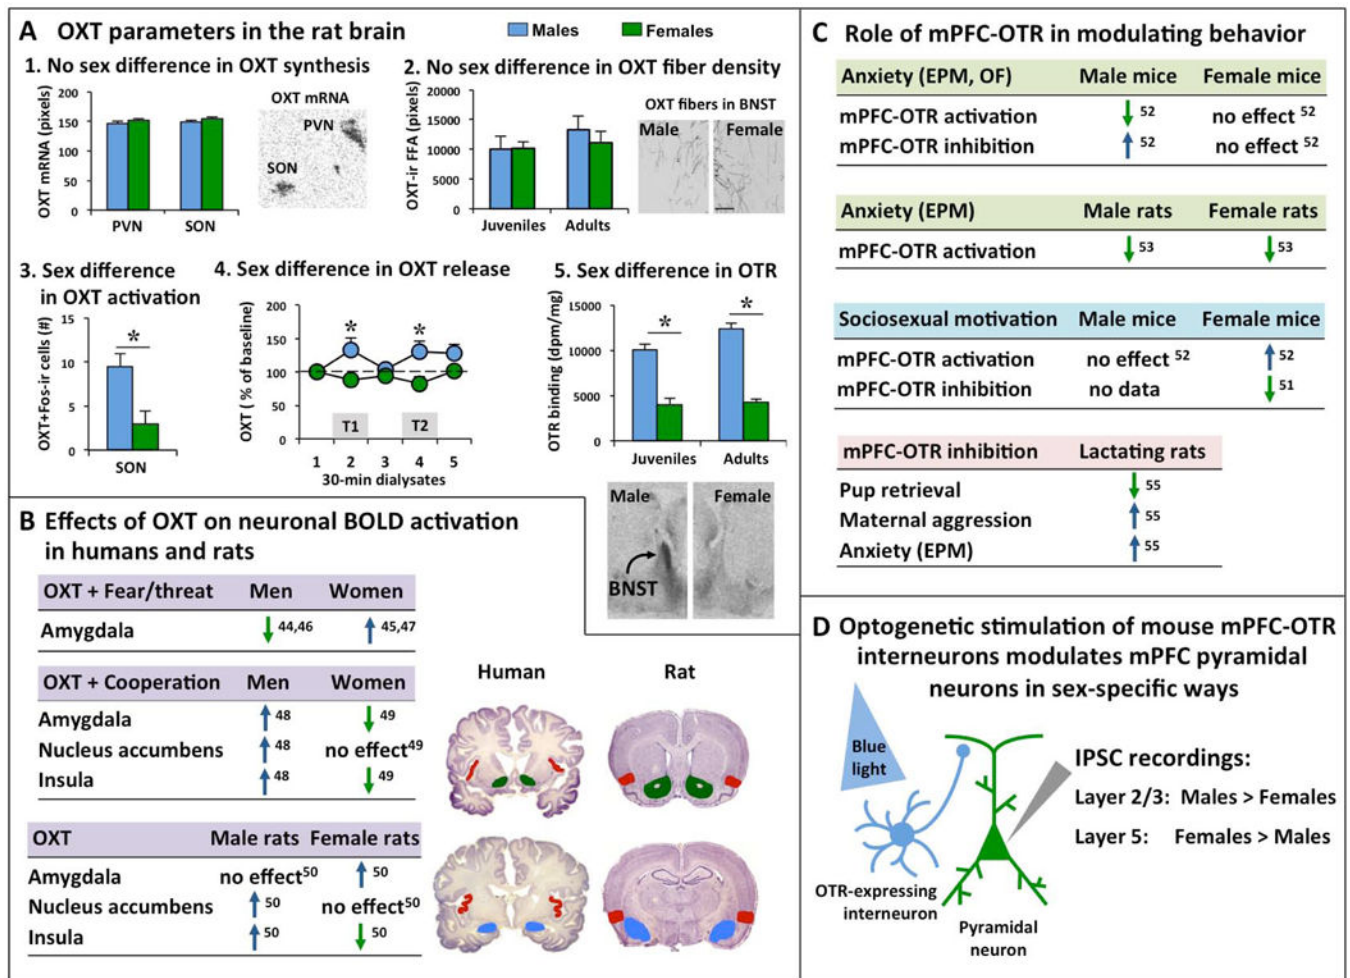 A OXT parameters in the rat brain
Males Females
1. No sex difference in OXT synthesis
OXT mRNA (pixels)
200
150
100
50
0
PVN SON
OXT mRNA
PVN
SON
2. No sex difference in OXT fiber density
OXT-ir FFA (pixels)
20000
15000
10000
5000
0
Juveniles Adults
OXT fibers in BNST
Male Female
3. Sex difference
in OXT activation
OXT+Fos-ir cells (#)
15
10
5
0
*
SON
4. Sex difference in OXT release
OXT ( % of baseline)
200
150
100
50
0
* *
T1 T2
1 2 3 4 5
30-min dialysates
5. Sex difference in OTR
OTR binding (dpm/mg)
15000
10000
5000
0
* *
Juveniles Adults
Male Female
BNST
B Effects of OXT on neuronal BOLD activation
in humans and rats
OXT + Fear/threat Men Women
Amygdala ↓ 44,46 ↑ 45,47
OXT + Cooperation Men Women
Amygdala ↑ 48 ↓ 49
Nucleus accumbens ↑ 48 no effect49
Insula ↑ 48 ↓ 49
OXT Male rats Female rats
Amygdala no effect50 ↑ 50
Nucleus accumbens ↑ 50 no effect50
Insula ↑ 50 ↓ 50
Human Rat
C Role of mPFC-OTR in modulating behavior
Anxiety (EPM, OF) Male mice Female mice
mPFC-OTR activation ↓ 52 no effect 52
mPFC-OTR inhibition ↑ 52 no effect 52
Anxiety (EPM) Male rats Female rats
mPFC-OTR activation ↓ 53 ↓ 53
Sociosexual motivation Male mice Female mice
mPFC-OTR activation no effect 52 ↑ 52
mPFC-OTR inhibition no data ↓ 51
mPFC-OTR inhibition Lactating rats
Pup retrieval ↓ 55
Maternal aggression ↑ 55
Anxiety (EPM) ↑ 55
D Optogenetic stimulation of mouse mPFC-OTR
interneurons modulates mPFC pyramidal
neurons in sex-specific ways
Blue
light
OTR-expressing
interneuron
Pyramidal
neuron
IPSC recordings:
Layer 2/3: Males > Females
Layer 5: Females > Males